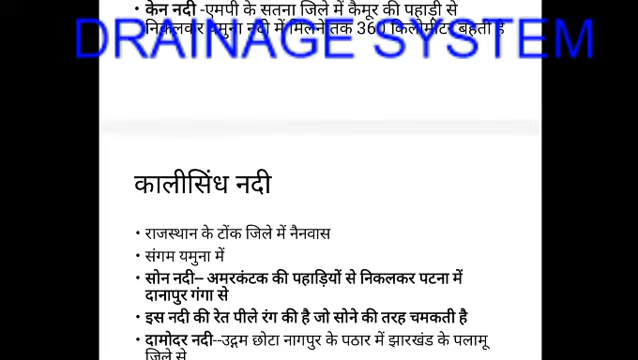 • केन नदी -एमपी के सतना जिले में कैमूर की पहाड़ी से
निकलकर यमुना नदी में मिलने तक 360 किलोमीटर बहती है
DRAINAGE SYSTEM
कालीसिंध नदी
• राजस्थान के टोंक जिले में नैनवास
• संगम यमुना में
• सोन नदी-- अमरकंटक की पहाड़ियों से निकलकर पटना में
दानापुर गंगा से
• इस नदी की रेत पीले रंग की है जो सोने की तरह चमकती है
• दामोदर नदी--उद्गम छोटा नागपुर के पठार में झारखंड के पलामू
जिले से